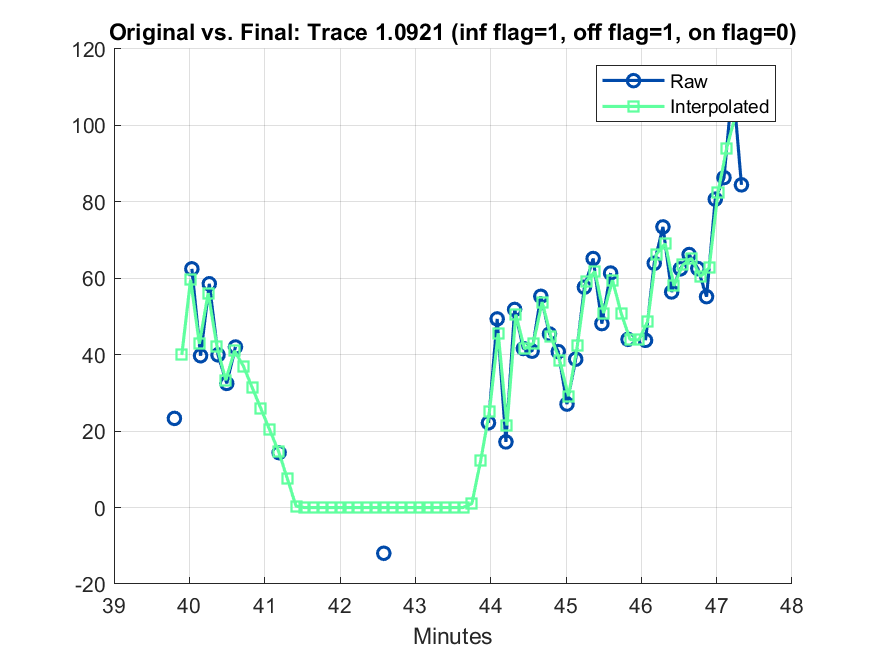 Original vs. Final: Trace 1.0921 (inf flag=1, off flag=1, on flag=0)
120
100
80
60
40
20
0
-20
Raw
Interpolated
39 40 41 42 43 44 45 46 47 48
Minutes